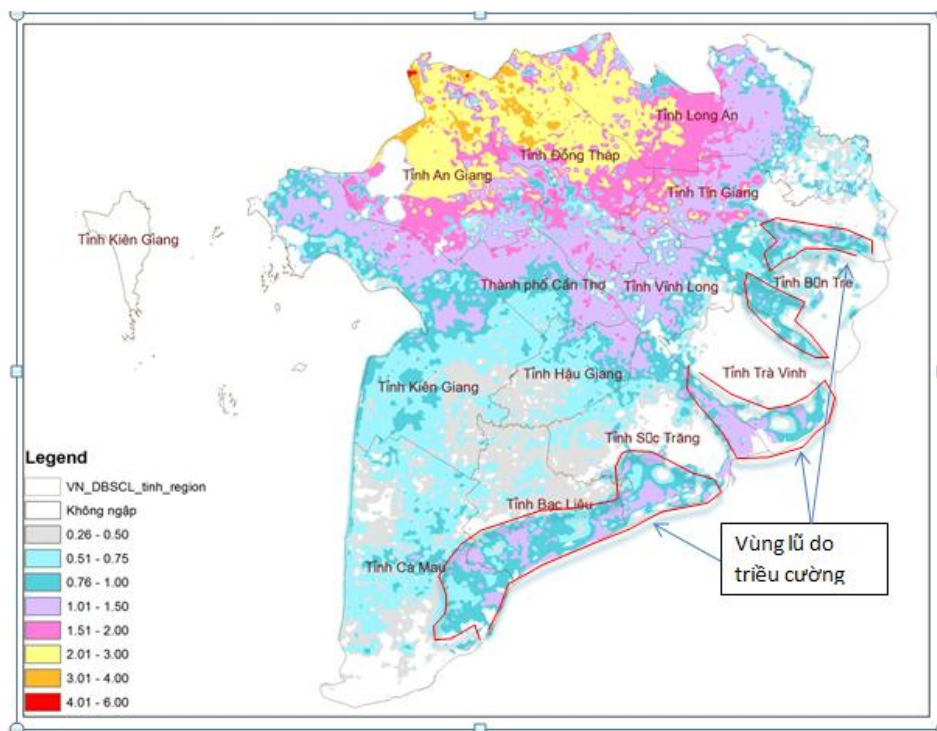 Tỉnh Long An
Tỉnh Đồng Tháp
Tỉnh An Giang
Tỉnh Tỉn Giang
Tỉnh Kiên Giang
Thành phố Cần Thơ
Tỉnh Vĩnh Long
Tỉnh Bủn Tre
Tỉnh Trà Vinh
Tỉnh Kiên Giang
Tỉnh Hậu Giang
Tỉnh Sủc Trăng
Tỉnh Bạc Liêu
Tỉnh Cà Mau
Legend
VN_DBSCL_tinh_region
Không ngập
0.26 - 0.50
0.51 - 0.75
0.76 - 1.00
1.01 - 1.50
1.51 - 2.00
2.01 - 3.00
3.01 - 4.00
4.01 - 6.00
Vùng lũ do
triều cường